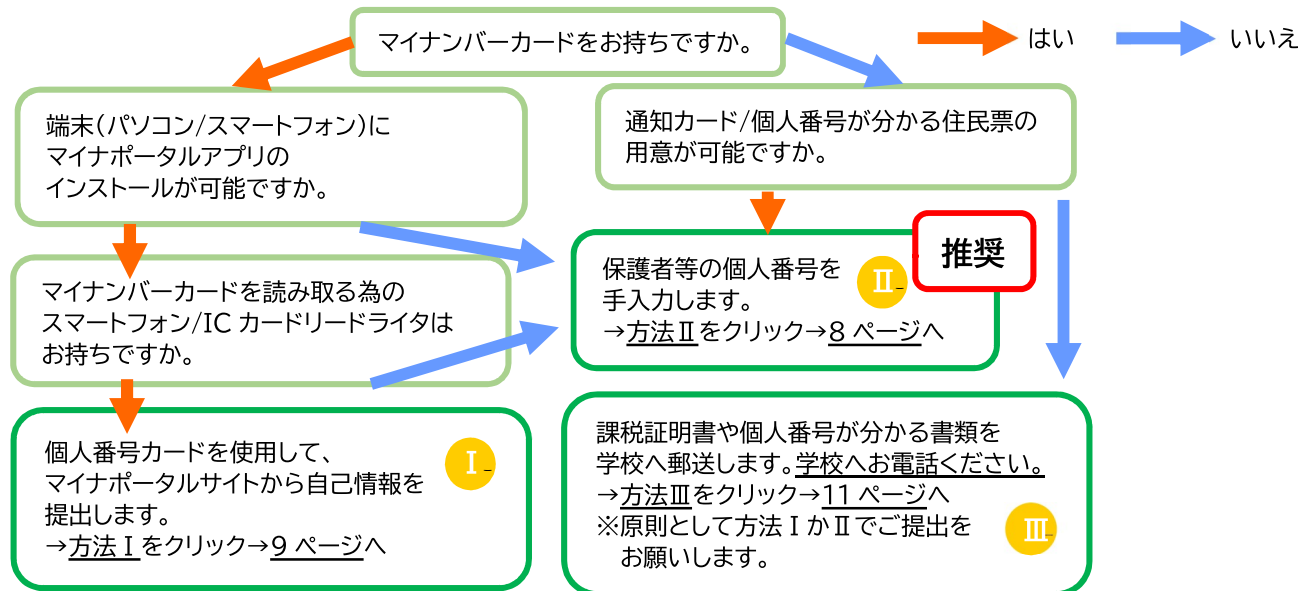 マイナンバーカードをお持ちですか。
はい
いいえ
端末(パソコン/スマートフォン)に
マイナポータルアプリの
インストールが可能ですか。
通知カード/個人番号が分かる住民票の
用意が可能ですか。
マイナンバーカードを読み取る為の
スマートフォン/ICカードリードライタは
お持ちですか。
推奨
保護者等の個人番号を
手入力します。
→方法Ⅱをクリック→8ページへ
Ⅱ
個人番号カードを使用して、
マイナポータルサイトから自己情報を
提出します。
→方法Ⅰをクリック→9ページへ
Ⅰ
課税証明書や個人番号が分かる書類を
学校へ郵送します。学校へお電話ください。
→方法Ⅲをクリック→11ページへ
※原則として方法ⅠかⅡでご提出を
お願いします。
Ⅲ